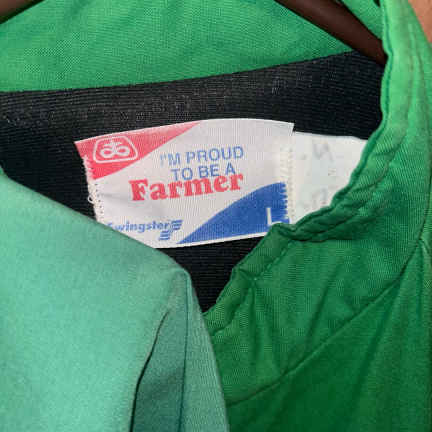 I'M PROUD
TO BE A
Farmer
Swingster
L